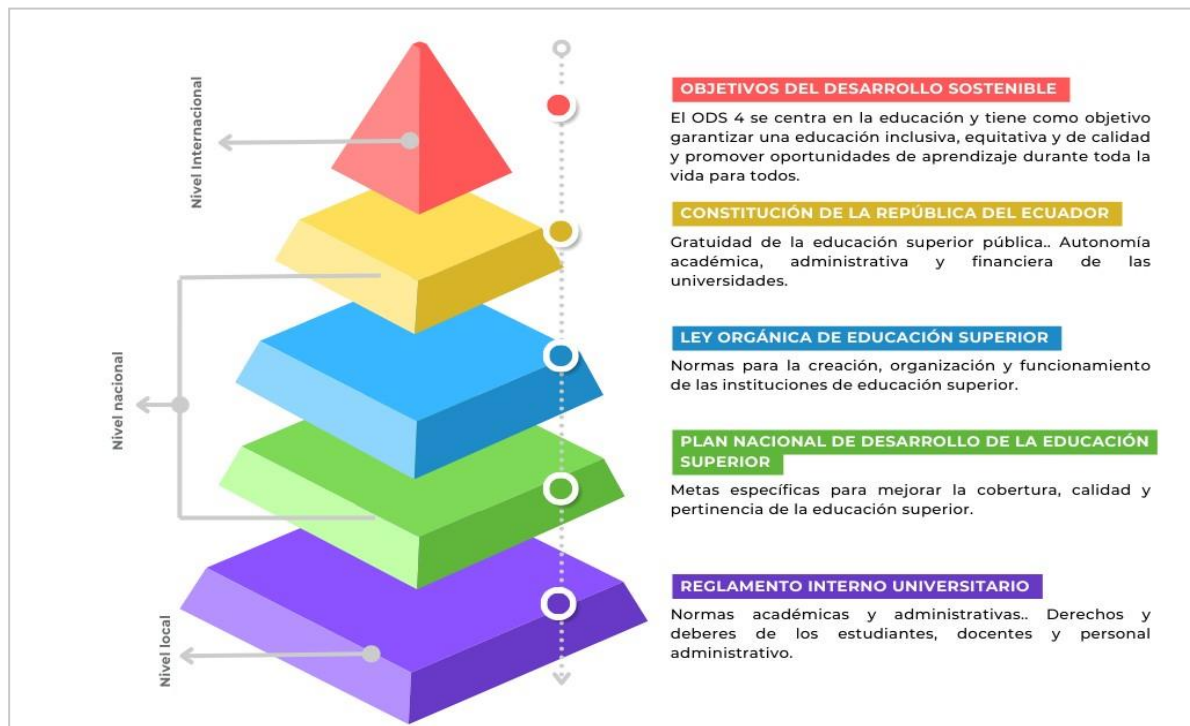 Nivel Internacional
OBJETIVOS DEL DESARROLLO SOSTENIBLE
El ODS 4 se centra en la educación y tiene como objetivo
garantizar una educación inclusiva, equitativa y de calidad
y promover oportunidades de aprendizaje durante toda la
vida para todos.
CONSTITUCIÓN DE LA REPÚBLICA DEL ECUADOR
Gratuidad de la educación superior pública.. Autonomía
académica, administrativa y financiera de las
universidades.
Nivel nacional
LEY ORGÁNICA DE EDUCACIÓN SUPERIOR
Normas para la creación, organización y funcionamiento
de las instituciones de educación superior.
PLAN NACIONAL DE DESARROLLO DE LA EDUCACIÓN
SUPERIOR
Metas específicas para mejorar la cobertura, calidad y
pertinencia de la educación superior.
Nivel local
REGLAMENTO INTERNO UNIVERSITARIO
Normas académicas y administrativas.. Derechos y
deberes de los estudiantes, docentes y personal
administrativo.